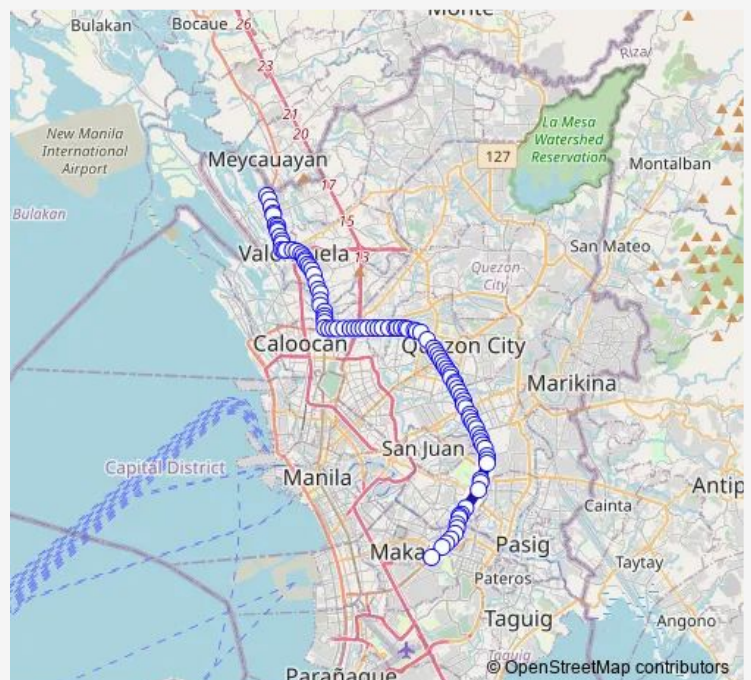 Monte
Bulakan
Bocaue
26
23
Rizal
21
20
La Mesa
Watershed
Reservation
New Manila
International
Airport
127
Meycauayan
Montalban
17
15
Bulakan
San Mateo
13
Quezon
City
Caloocan
Quezon City
Marikina
San Juan
Capital District
Manila
Antip
Cainta
Maka
Pasig
Taytay
Pateros
Taguig
Angono
Taguig
Parañaque
© OpenStreetMap contributors